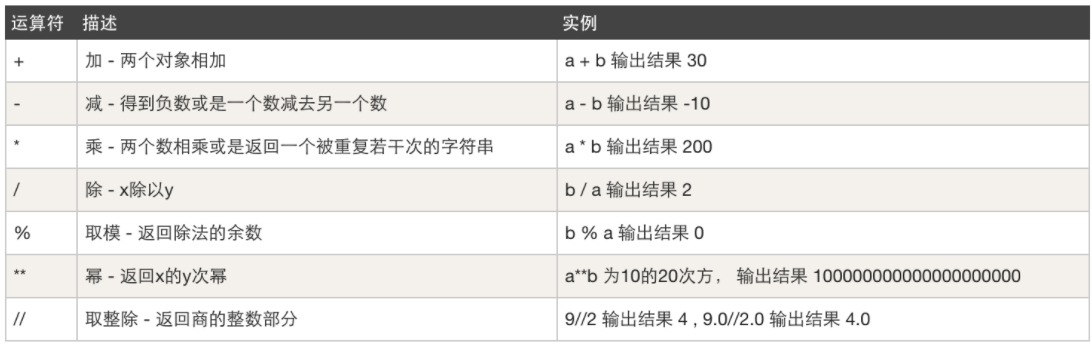 运算符 描述 实例
+ 加 - 两个对象相加 a + b 输出结果 30
- 减 - 得到负数或是一个数减去另一个数 a - b 输出结果 -10
* 乘 - 两个数相乘或是返回一个被重复若干次的字符串 a * b 输出结果 200
/ 除 - x除以y b / a 输出结果 2
% 取模 - 返回除法的余数 b % a 输出结果 0
** 幂 - 返回x的y次幂 a**b 为10的20次方， 输出结果 100000000000000000000
// 取整除 - 返回商的整数部分 9//2 输出结果 4 , 9.0//2.0 输出结果 4.0